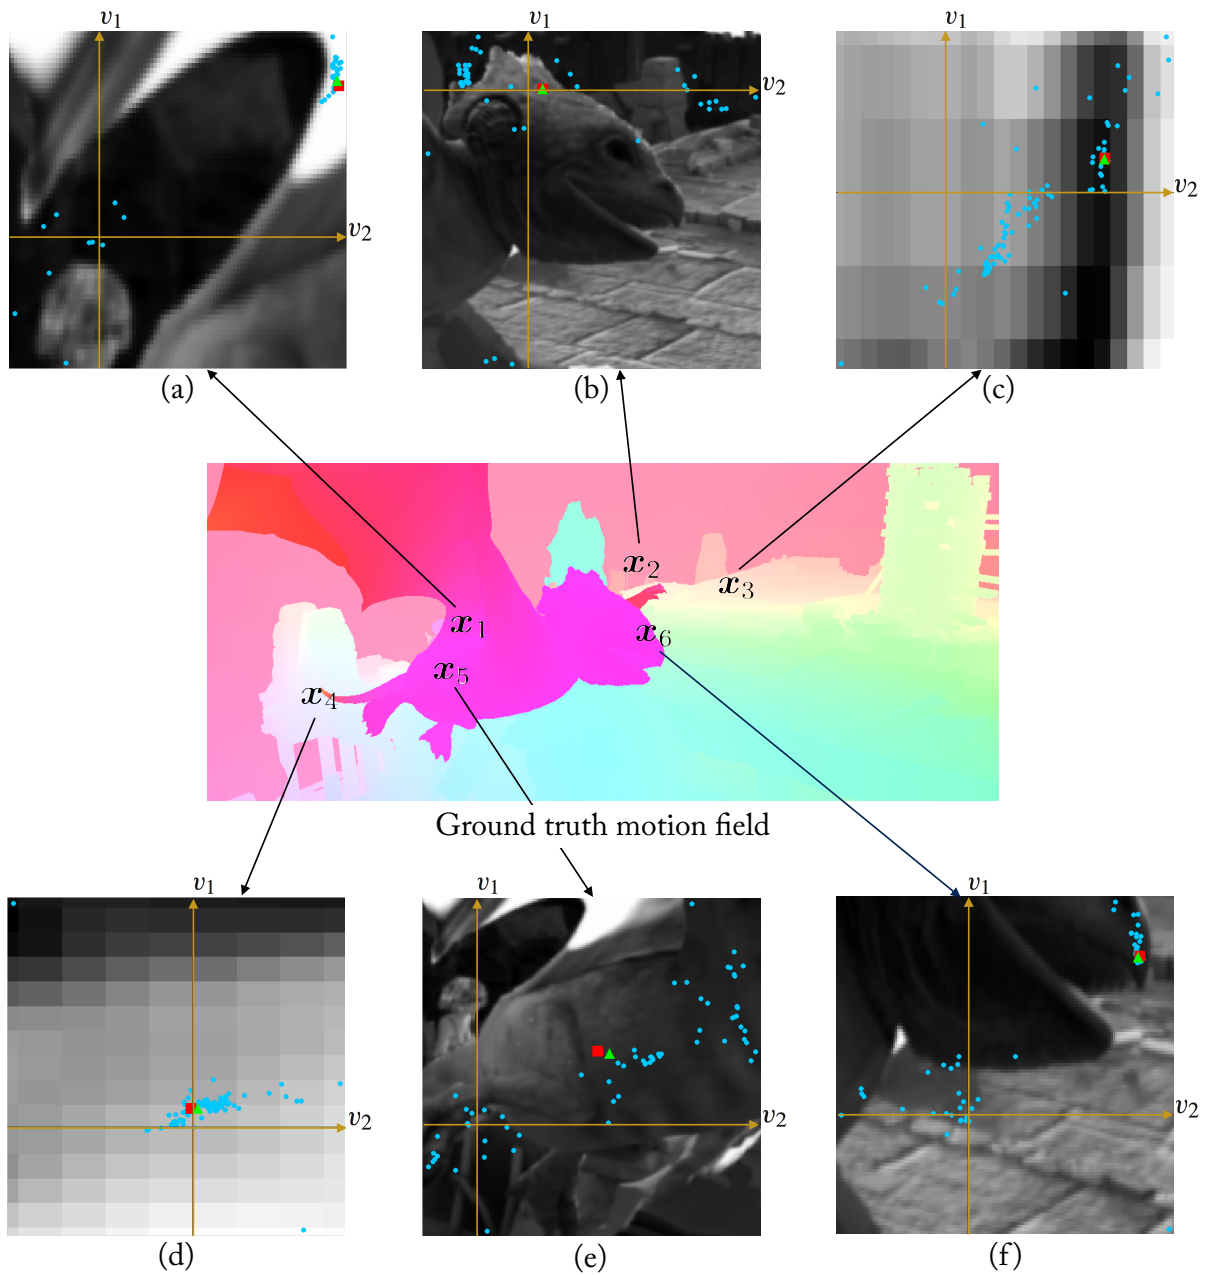 v1 v1 v1
v2 v2 v2
(a) (b) (c)
x1
x2
x3
x4
x5
x6
Ground truth motion field
v1 v1 v1
v2 v2 v2
(d) (e) (f)